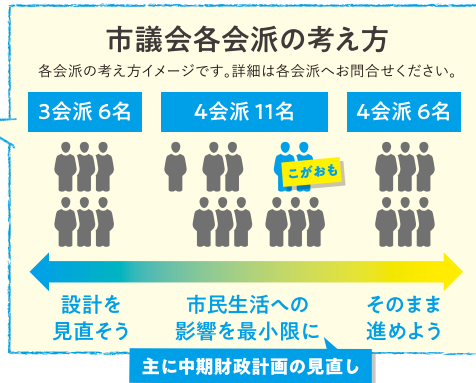 市議会各会派の考え方
各会派の考え方イメージです。詳細は各会派へお問合せください。
3会派 6名
4会派 11名
4会派 6名
こがおも
設計を
見直そう
市民生活への
影響を最小限に
そのまま
進めよう
主に中期財政計画の見直し